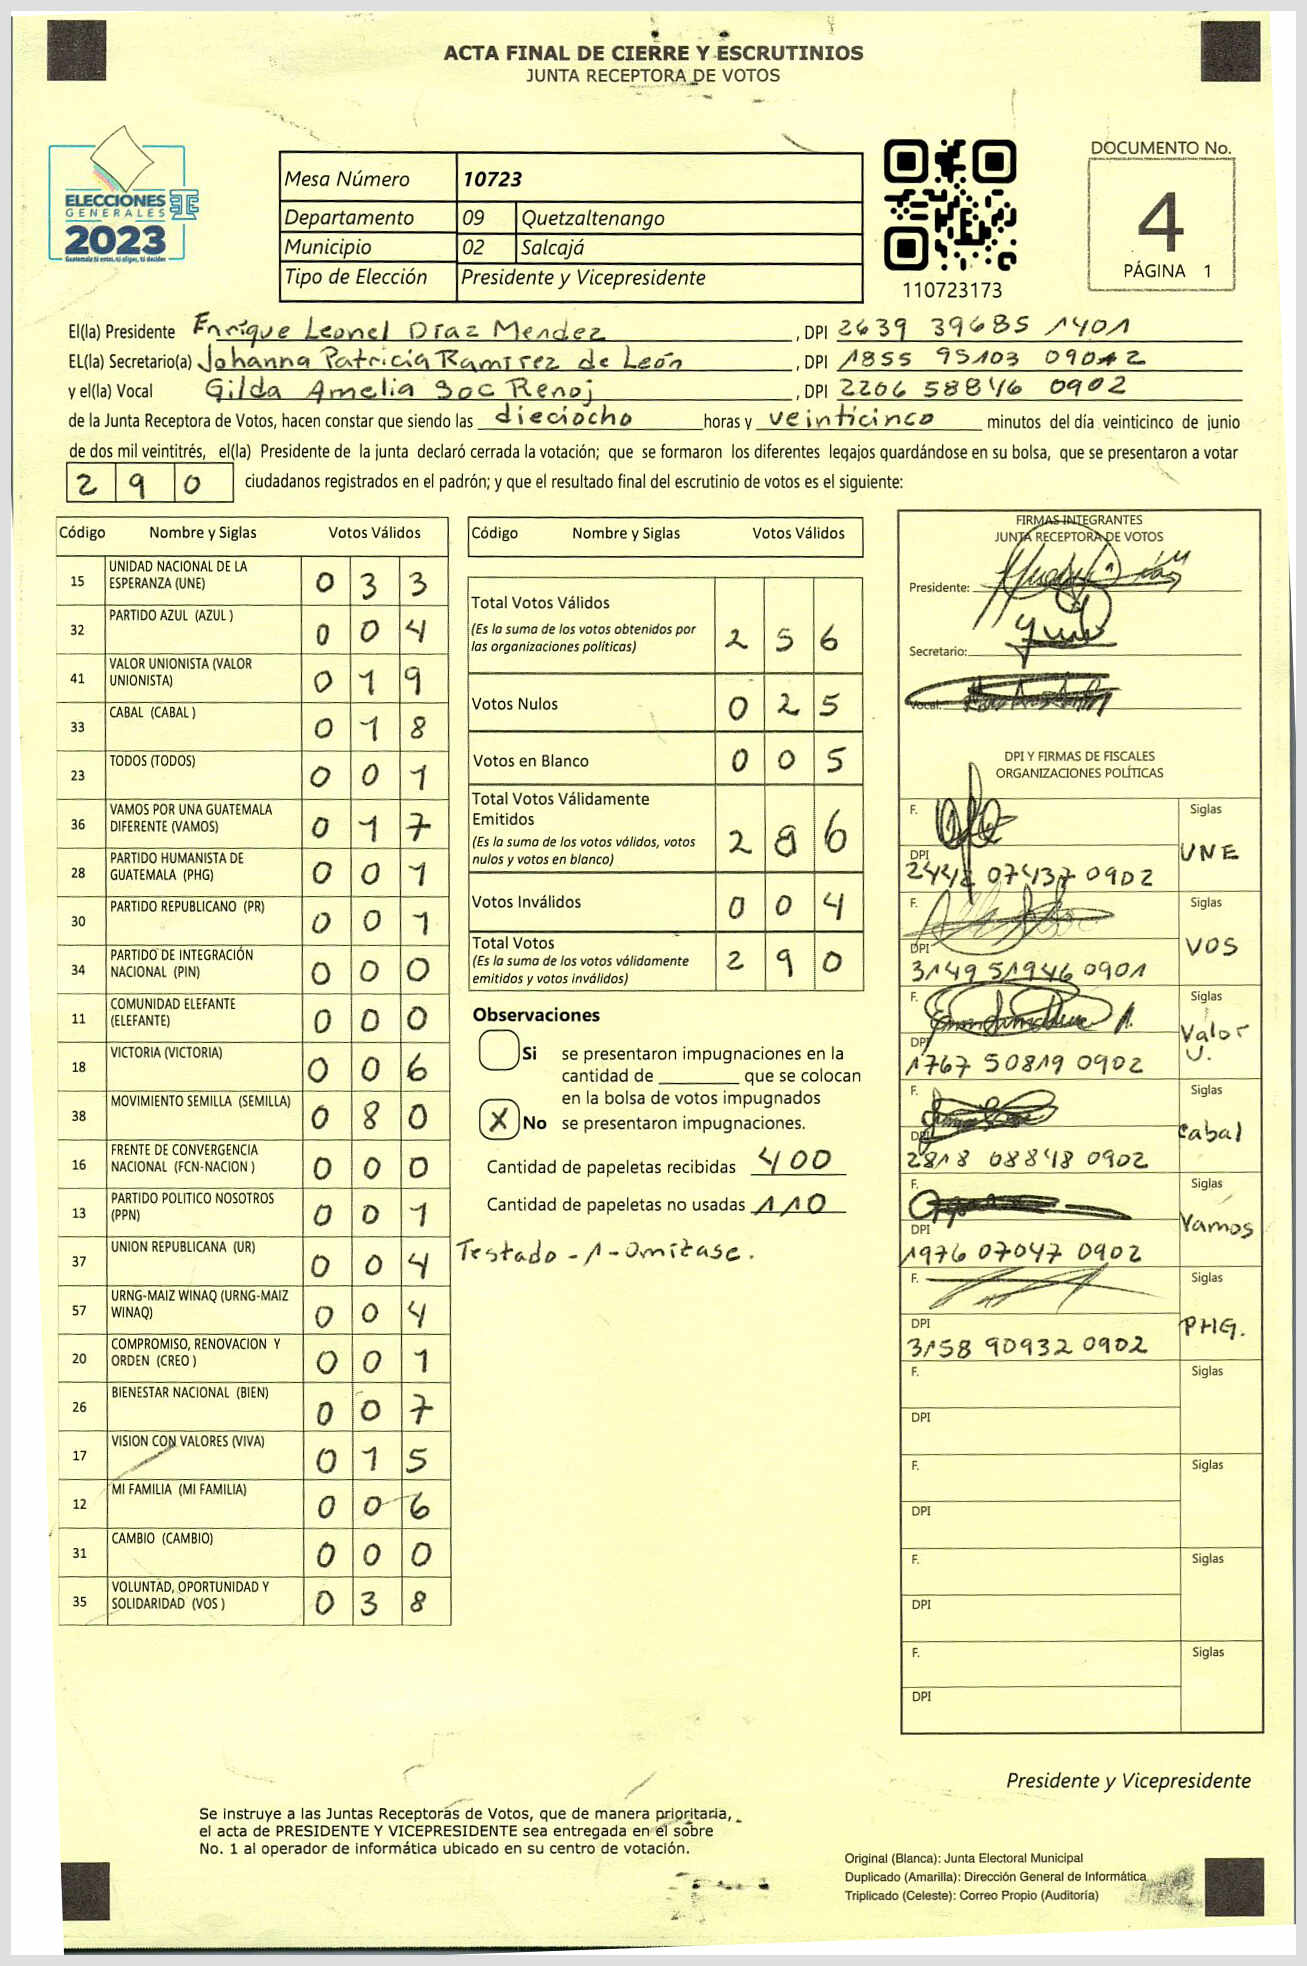 ACTA FINAL DE CIERRE Y ESCRUTINIOS
JUNTA RECEPTORA DE VOTOS
ELECCIONES
GENERALES
2023
Guatemala tú votas, tú eliges, tú decides
Mesa Número 10723
Departamento 09 Quetzaltenango
Municipio 02 Salcajá
Tipo de Elección Presidente y Vicepresidente
110723173
DOCUMENTO No.
4
PÁGINA 1
El(la) Presidente Enrique Leonel Díaz Mendez, DPI 2639 39685 1401
EL(la) Secretario(a) Johanna Patricia Ramirez de León, DPI 1855 95103 0902
y el(la) Vocal Gilda Amelia Soc Renoj, DPI 2206 58846 0902
de la Junta Receptora de Votos, hacen constar que siendo las dieciocho horas y veinticinco minutos del día veinticinco de junio
de dos mil veintitrés, el(la) Presidente de la junta declaró cerrada la votación; que se formaron los diferentes legajos guardándose en su bolsa, que se presentaron a votar
290 ciudadanos registrados en el padrón; y que el resultado final del escrutinio de votos es el siguiente:
Código Nombre y Siglas Votos Válidos
15 UNIDAD NACIONAL DE LA ESPERANZA (UNE) 0 3 3
32 PARTIDO AZUL (AZUL ) 0 0 4
41 VALOR UNIONISTA (VALOR UNIONISTA) 0 1 9
33 CABAL (CABAL ) 0 1 8
23 TODOS (TODOS) 0 0 1
36 VAMOS POR UNA GUATEMALA DIFERENTE (VAMOS) 0 1 7
28 PARTIDO HUMANISTA DE GUATEMALA (PHG) 0 0 1
30 PARTIDO REPUBLICANO (PR) 0 0 1
34 PARTIDO DE INTEGRACIÓN NACIONAL (PIN) 0 0 0
11 COMUNIDAD ELEFANTE (ELEFANTE) 0 0 0
18 VICTORIA (VICTORIA) 0 0 6
38 MOVIMIENTO SEMILLA (SEMILLA) 0 8 0
16 FRENTE DE CONVERGENCIA NACIONAL (FCN-NACION ) 0 0 0
13 PARTIDO POLITICO NOSOTROS (PPN) 0 0 1
37 UNION REPUBLICANA (UR) 0 0 4
57 URNG-MAIZ WINAQ (URNG-MAIZ WINAQ) 0 0 4
20 COMPROMISO, RENOVACION Y ORDEN (CREO ) 0 0 1
26 BIENESTAR NACIONAL (BIEN) 0 0 7
17 VISION CON VALORES (VIVA) 0 1 5
12 MI FAMILIA (MI FAMILIA) 0 0 6
31 CAMBIO (CAMBIO) 0 0 0
35 VOLUNTAD, OPORTUNIDAD Y SOLIDARIDAD (VOS ) 0 3 8
Código Nombre y Siglas Votos Válidos
Total Votos Válidos
(Es la suma de los votos obtenidos por
las organizaciones políticas) 2 5 6
Votos Nulos 0 2 5
Votos en Blanco 0 0 5
Total Votos Válidamente
Emitidos
(Es la suma de los votos válidos, votos
nulos y votos en blanco) 2 8 6
Votos Inválidos 0 0 4
Total Votos
(Es la suma de los votos válidamente
emitidos y votos inválidos) 2 9 0
Observaciones
Si se presentaron impugnaciones en la
cantidad de ________ que se colocan
en la bolsa de votos impugnados
X No se presentaron impugnaciones.
Cantidad de papeletas recibidas 400
Cantidad de papeletas no usadas 110
Testado -1- Omitase.
FIRMAS INTEGRANTES
JUNTA RECEPTORA DE VOTOS
Presidente:
Secretario:
Vocal:
DPI Y FIRMAS DE FISCALES
ORGANIZACIONES POLÍTICAS
F. Siglas
DPI UNE
2442 07437 0902
F. Siglas
DPI VOS
3149 51946 0901
F. Siglas
DPI Valor U.
1767 50819 0902
F. Siglas
DPI Cabal
2818 08848 0902
F. Siglas
DPI Vamos
1976 07047 0902
F. Siglas
DPI PHG.
3158 90932 0902
F. Siglas
DPI
F. Siglas
DPI
F. Siglas
DPI
F. Siglas
DPI
Presidente y Vicepresidente
Se instruye a las Juntas Receptoras de Votos, que de manera prioritaria,
el acta de PRESIDENTE Y VICEPRESIDENTE sea entregada en el sobre
No. 1 al operador de informática ubicado en su centro de votación.
Original (Blanca): Junta Electoral Municipal
Duplicado (Amarilla): Dirección General de Informática
Triplicado (Celeste): Correo Propio (Auditoría)